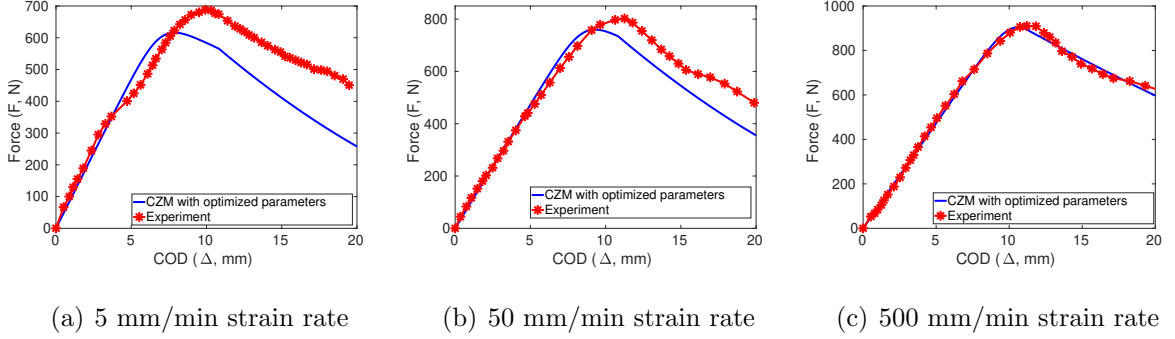 700
600
500
400
300
200
100
0
Force (F, N)
0 5 10 15 20
COD (Δ, mm)
CZM with optimized parameters
Experiment
(a) 5 mm/min strain rate
800
600
400
200
0
Force (F, N)
0 5 10 15 20
COD (Δ, mm)
CZM with optimized parameters
Experiment
(b) 50 mm/min strain rate
1000
800
600
400
200
0
Force (F, N)
0 5 10 15 20
COD (Δ, mm)
CZM with optimized parameters
Experiment
(c) 500 mm/min strain rate